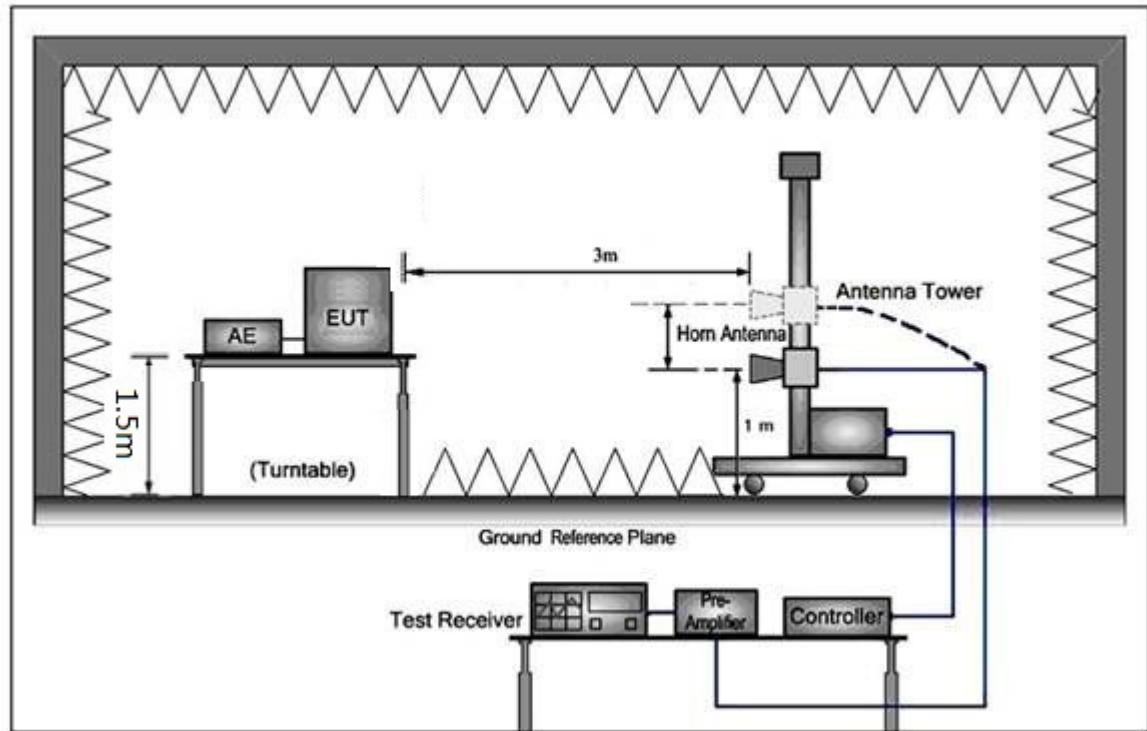 3m
Antenna Tower
Horn Antenna
EUT
AE
1.5m
1 m
(Turntable)
Ground Reference Plane
Test Receiver
Pre-
Amplifier
Controller